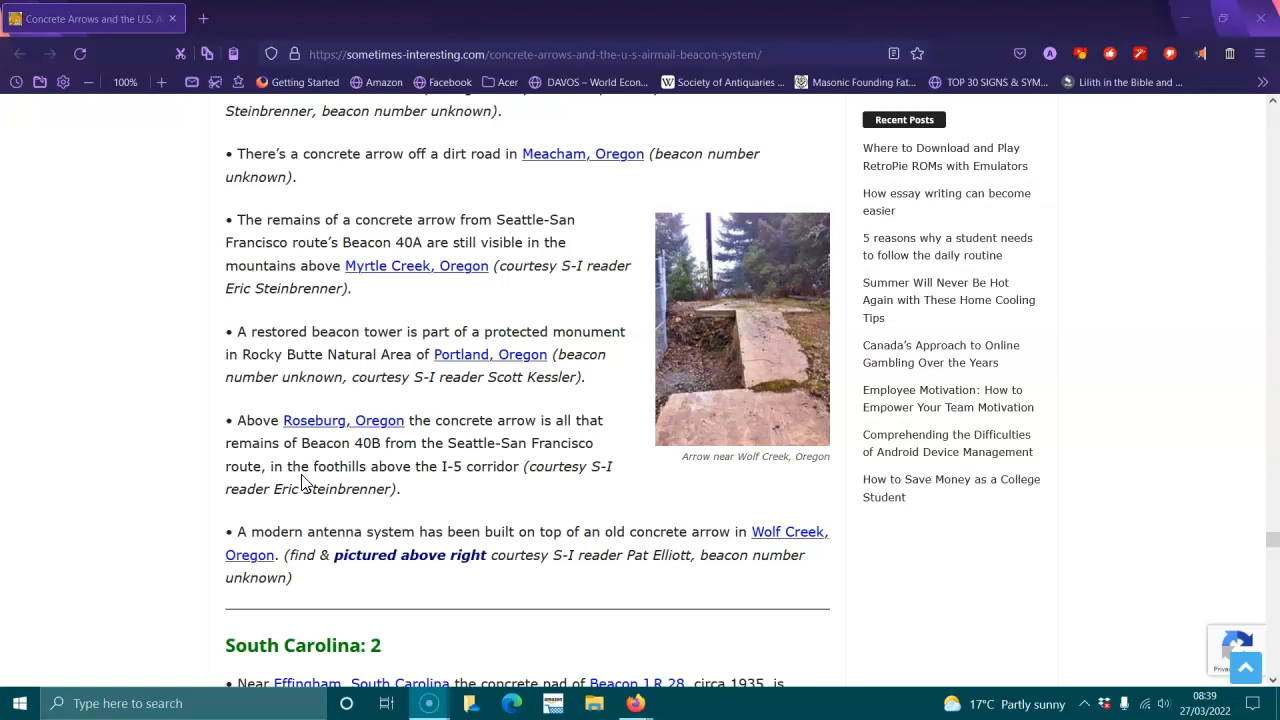 Concrete Arrows and the U.S. A
https://sometimes-interesting.com/concrete-arrows-and-the-u-s-airmail-beacon-system/
100%
Getting Started
Amazon
Facebook
Acer
DAVOS – World Econ...
Society of Antiquaries ...
Masonic Founding Fat...
TOP 30 SIGNS & SYM...
Lilith in the Bible and ...
Steinbrenner, beacon number unknown).
• There’s a concrete arrow off a dirt road in Meacham, Oregon (beacon number
unknown).
• The remains of a concrete arrow from Seattle-San
Francisco route’s Beacon 40A are still visible in the
mountains above Myrtle Creek, Oregon (courtesy S-I reader
Eric Steinbrenner).
• A restored beacon tower is part of a protected monument
in Rocky Butte Natural Area of Portland, Oregon (beacon
number unknown, courtesy S-I reader Scott Kessler).
• Above Roseburg, Oregon the concrete arrow is all that
remains of Beacon 40B from the Seattle-San Francisco
route, in the foothills above the I-5 corridor (courtesy S-I
reader Eric Steinbrenner).
Arrow near Wolf Creek, Oregon
• A modern antenna system has been built on top of an old concrete arrow in Wolf Creek,
Oregon. (find & pictured above right courtesy S-I reader Pat Elliott, beacon number
unknown)
South Carolina: 2
• Near Effingham, South Carolina the concrete pad of Beacon J R 28, circa 1935, is
Recent Posts
Where to Download and Play
RetroPie ROMs with Emulators
How essay writing can become
easier
5 reasons why a student needs
to follow the daily routine
Summer Will Never Be Hot
Again with These Home Cooling
Tips
Canada’s Approach to Online
Gambling Over the Years
Employee Motivation: How to
Empower Your Team Motivation
Comprehending the Difficulties
of Android Device Management
How to Save Money as a College
Student
Type here to search
amazon
17°C Partly sunny
08:39
27/03/2022